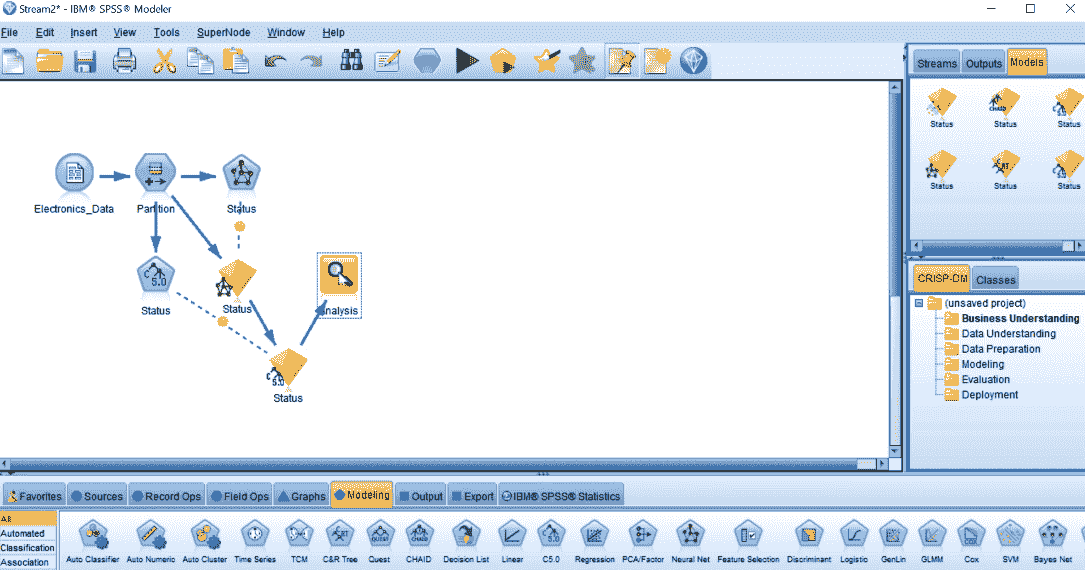 Stream2* - IBM® SPSS® Modeler
File Edit Insert View Tools SuperNode Window Help
Streams Outputs Models
Status Status Status
Status Status Status
Electronics_Data Partition Status
C 5.0
Status Status Analysis
C 5.0
Status
CRISP-DM Classes
(unsaved project)
Business Understanding
Data Understanding
Data Preparation
Modeling
Evaluation
Deployment
Favorites Sources Record Ops Field Ops Graphs Modeling Output Export IBM® SPSS® Statistics
All
Automated
Classification
Association
Auto Classifier Auto Numeric Auto Cluster Time Series TCM C&R Tree Quest CHAID Decision List Linear C5.0 Regression PCA/Factor Neural Net Feature Selection Discriminant Logistic GenLin GLMM Cox SVM Bayes Net